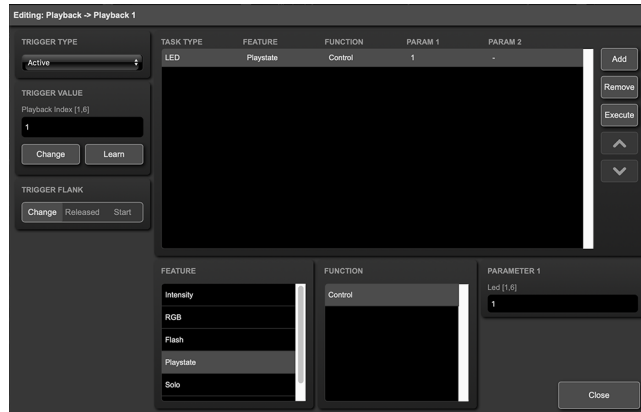 Editing: Playback -> Playback 1
TRIGGER TYPE
Active
TRIGGER VALUE
Playback Index [1,6]
1
Change Learn
TRIGGER FLANK
Change Released Start
TASK TYPE FEATURE FUNCTION PARAM 1 PARAM 2
LED Playstate Control 1 -
Add
Remove
Execute
FEATURE
Intensity
RGB
Flash
Playstate
Solo
FUNCTION
Control
PARAMETER 1
Led [1,6]
1
Close